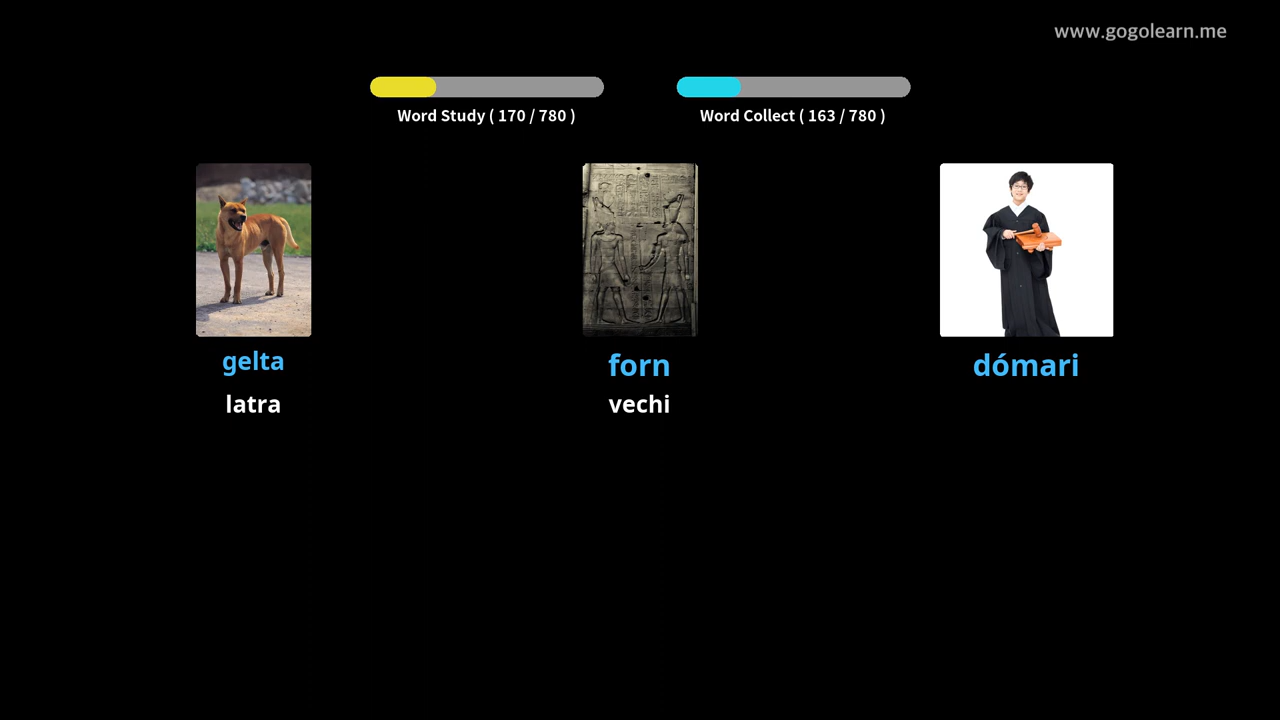 www.gogolearn.me
Word Study ( 170 / 780 )
Word Collect ( 163 / 780 )
gelta
forn
dómari
latra
vechi